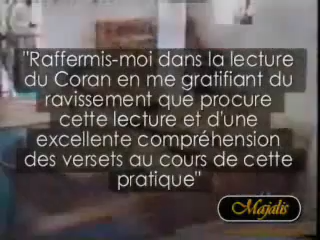 "Raffermis-moi dans la lecture
du Coran en me gratifiant du
ravissement que procure
cette lecture et d'une
excellente compréhension
des versets au cours de cette
pratique"
Majalis